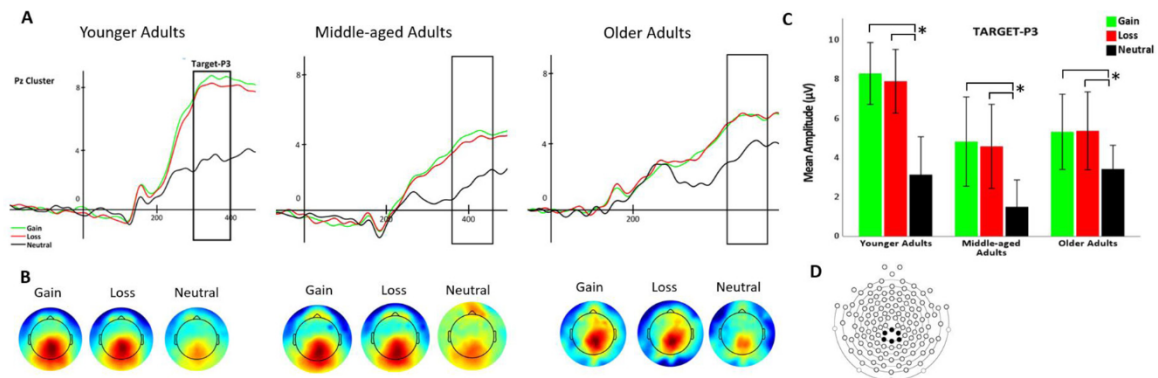 A
Younger Adults
Middle-aged Adults
Older Adults
Target-P3
Pz Cluster
8
4
0
200
400
Gain
Loss
Neutral
8
4
0
200
400
8
4
0
200
400
B
Gain Loss Neutral
Gain Loss Neutral
Gain Loss Neutral
C
TARGET-P3
Gain
Loss
Neutral
Mean Amplitude (μV)
10
8
6
4
2
0
*
*
*
Younger Adults
Middle-aged
Adults
Older Adults
D